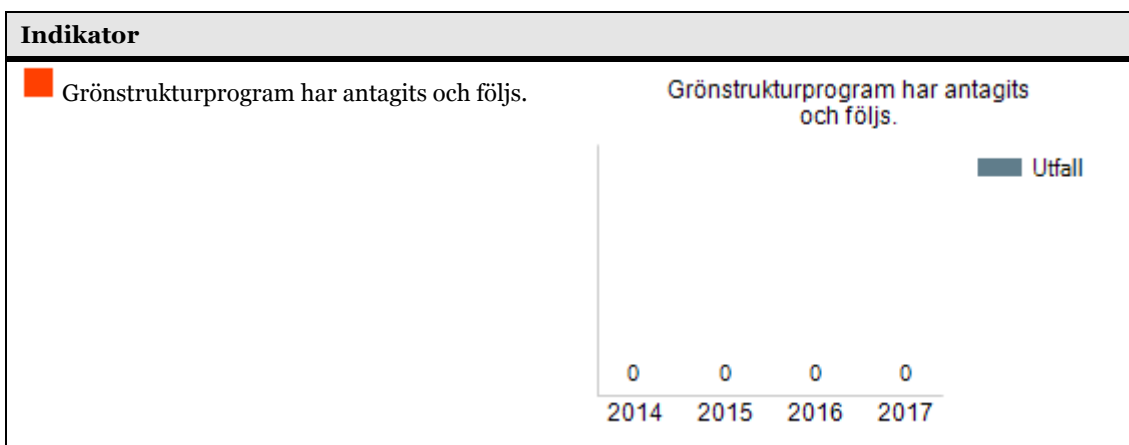 Indikator
Grönstrukturprogram har antagits och följs.
Grönstrukturprogram har antagits
och följs.
Utfall
0 0 0 0
2014 2015 2016 2017